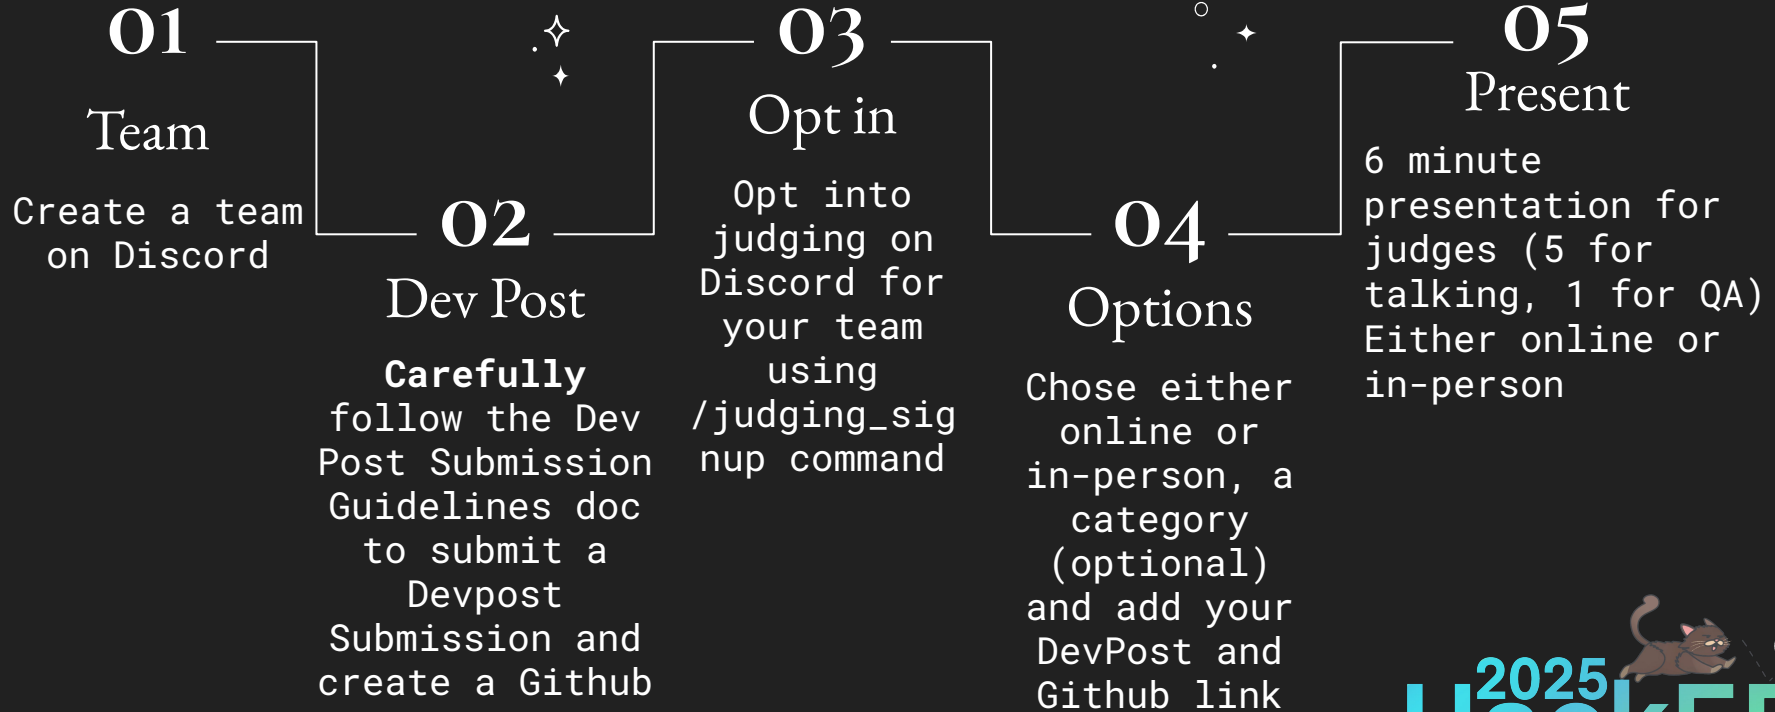 01
Team
Create a team
on Discord
02
Dev Post
Carefully
follow the Dev
Post Submission
Guidelines doc
to submit a
Devpost
Submission and
create a Github
03
Opt in
Opt into
judging on
Discord for
your team
using
/judging_sig
nup command
04
Options
Chose either
online or
in-person, a
category
(optional)
and add your
DevPost and
Github link
05
Present
6 minute
presentation for
judges (5 for
talking, 1 for QA)
Either online or
in-person
2025